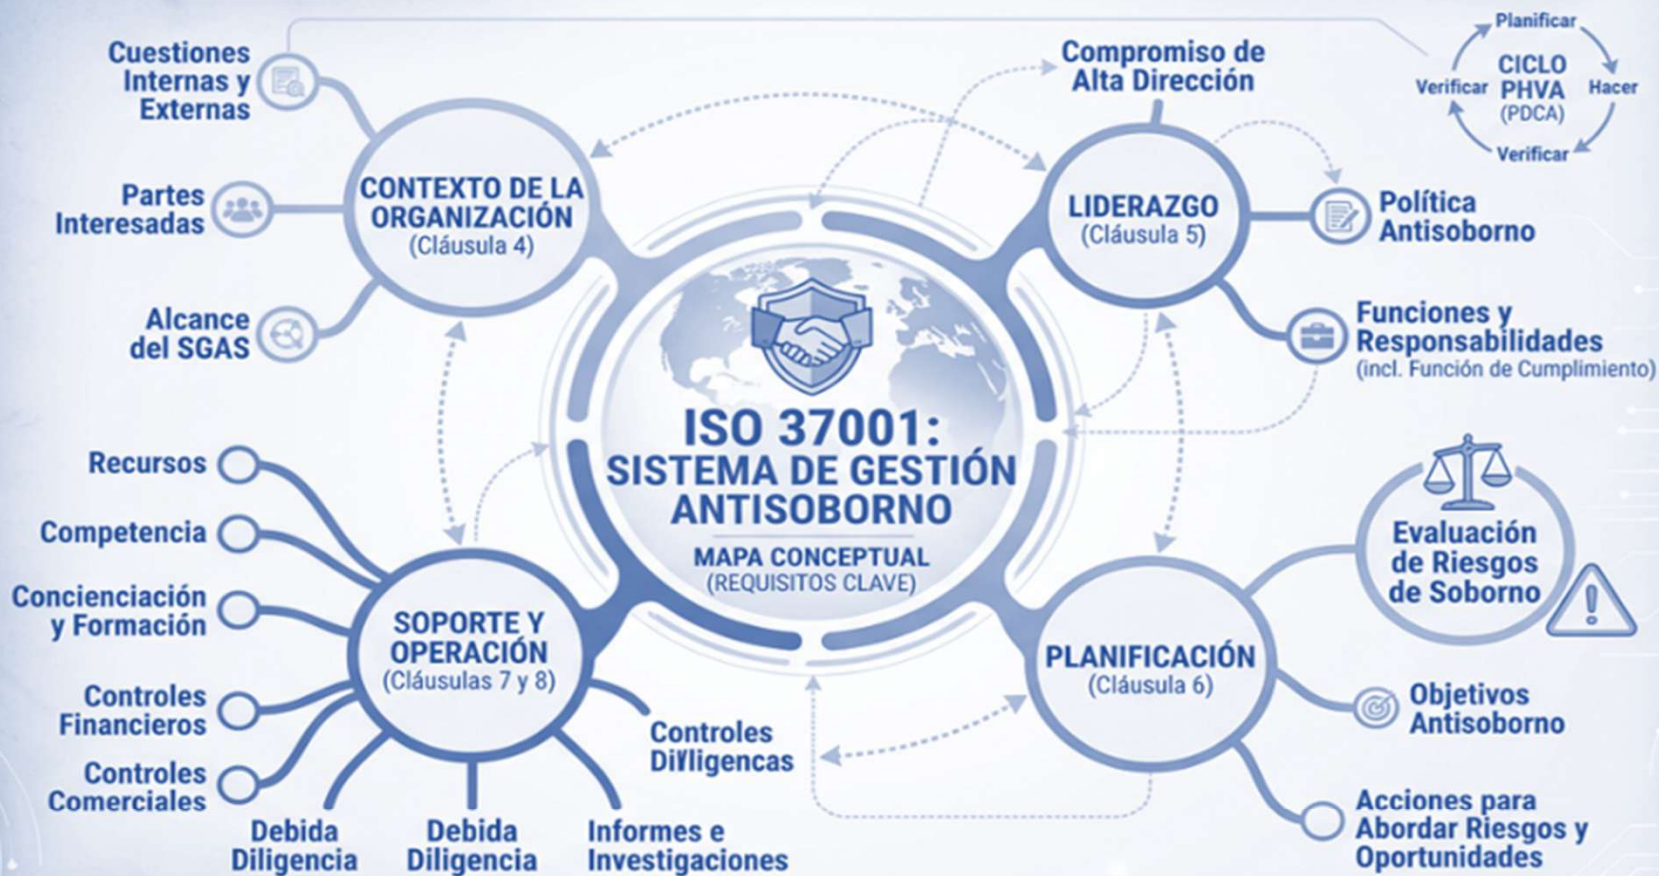 Cuestiones
Internas y
Externas
Partes
Interesadas
Alcance
del SGAS
CONTEXTO DE LA
ORGANIZACIÓN
(Cláusula 4)
Compromiso de
Alta Dirección
LIDERAZGO
(Cláusula 5)
Política
Antisoborno
Funciones y
Responsabilidades
(incl. Función de Cumplimiento)
Planificar
CICLO
PHVA
(PDCA)
Verificar
Hacer
Verificar
ISO 37001:
SISTEMA DE GESTIÓN
ANTISOBORNO
MAPA CONCEPTUAL
(REQUISITOS CLAVE)
Recursos
Competencia
Concienciación
y Formación
Controles
Financieros
Controles
Comerciales
SOPORTE Y
OPERACIÓN
(Cláusulas 7 y 8)
Debida
Diligencia
Debida
Diligencia
Informes e
Investigaciones
Controles
PLANIFICACIÓN
(Cláusula 6)
Evaluación
de Riesgos
de Soborno
Objetivos
Antisoborno
Acciones para
Abordar Riesgos y
Oportunidades